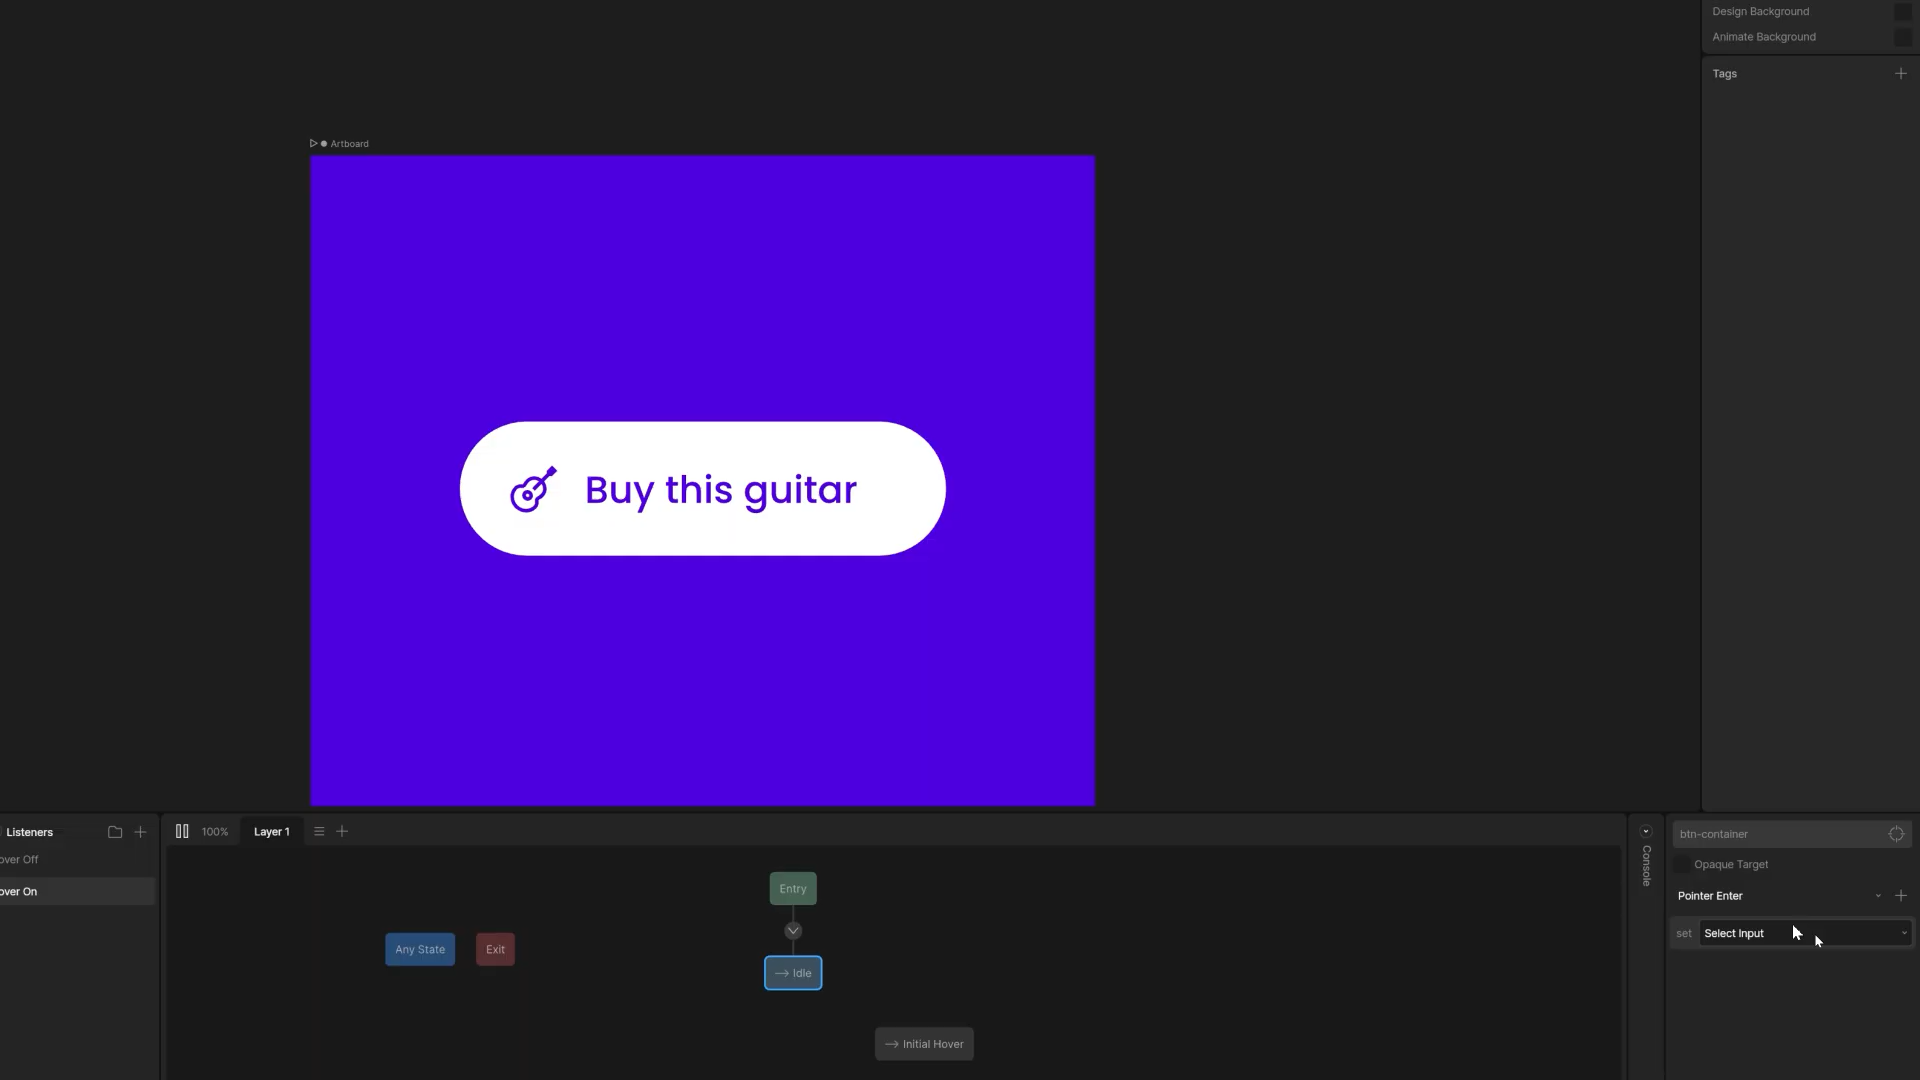 Design Background
Animate Background
Tags
Artboard
Buy this guitar
Listeners
100%
Layer 1
over Off
over On
Entry
Any State
Exit
Idle
Initial Hover
Console
btn-container
Opaque Target
Pointer Enter
set
Select Input